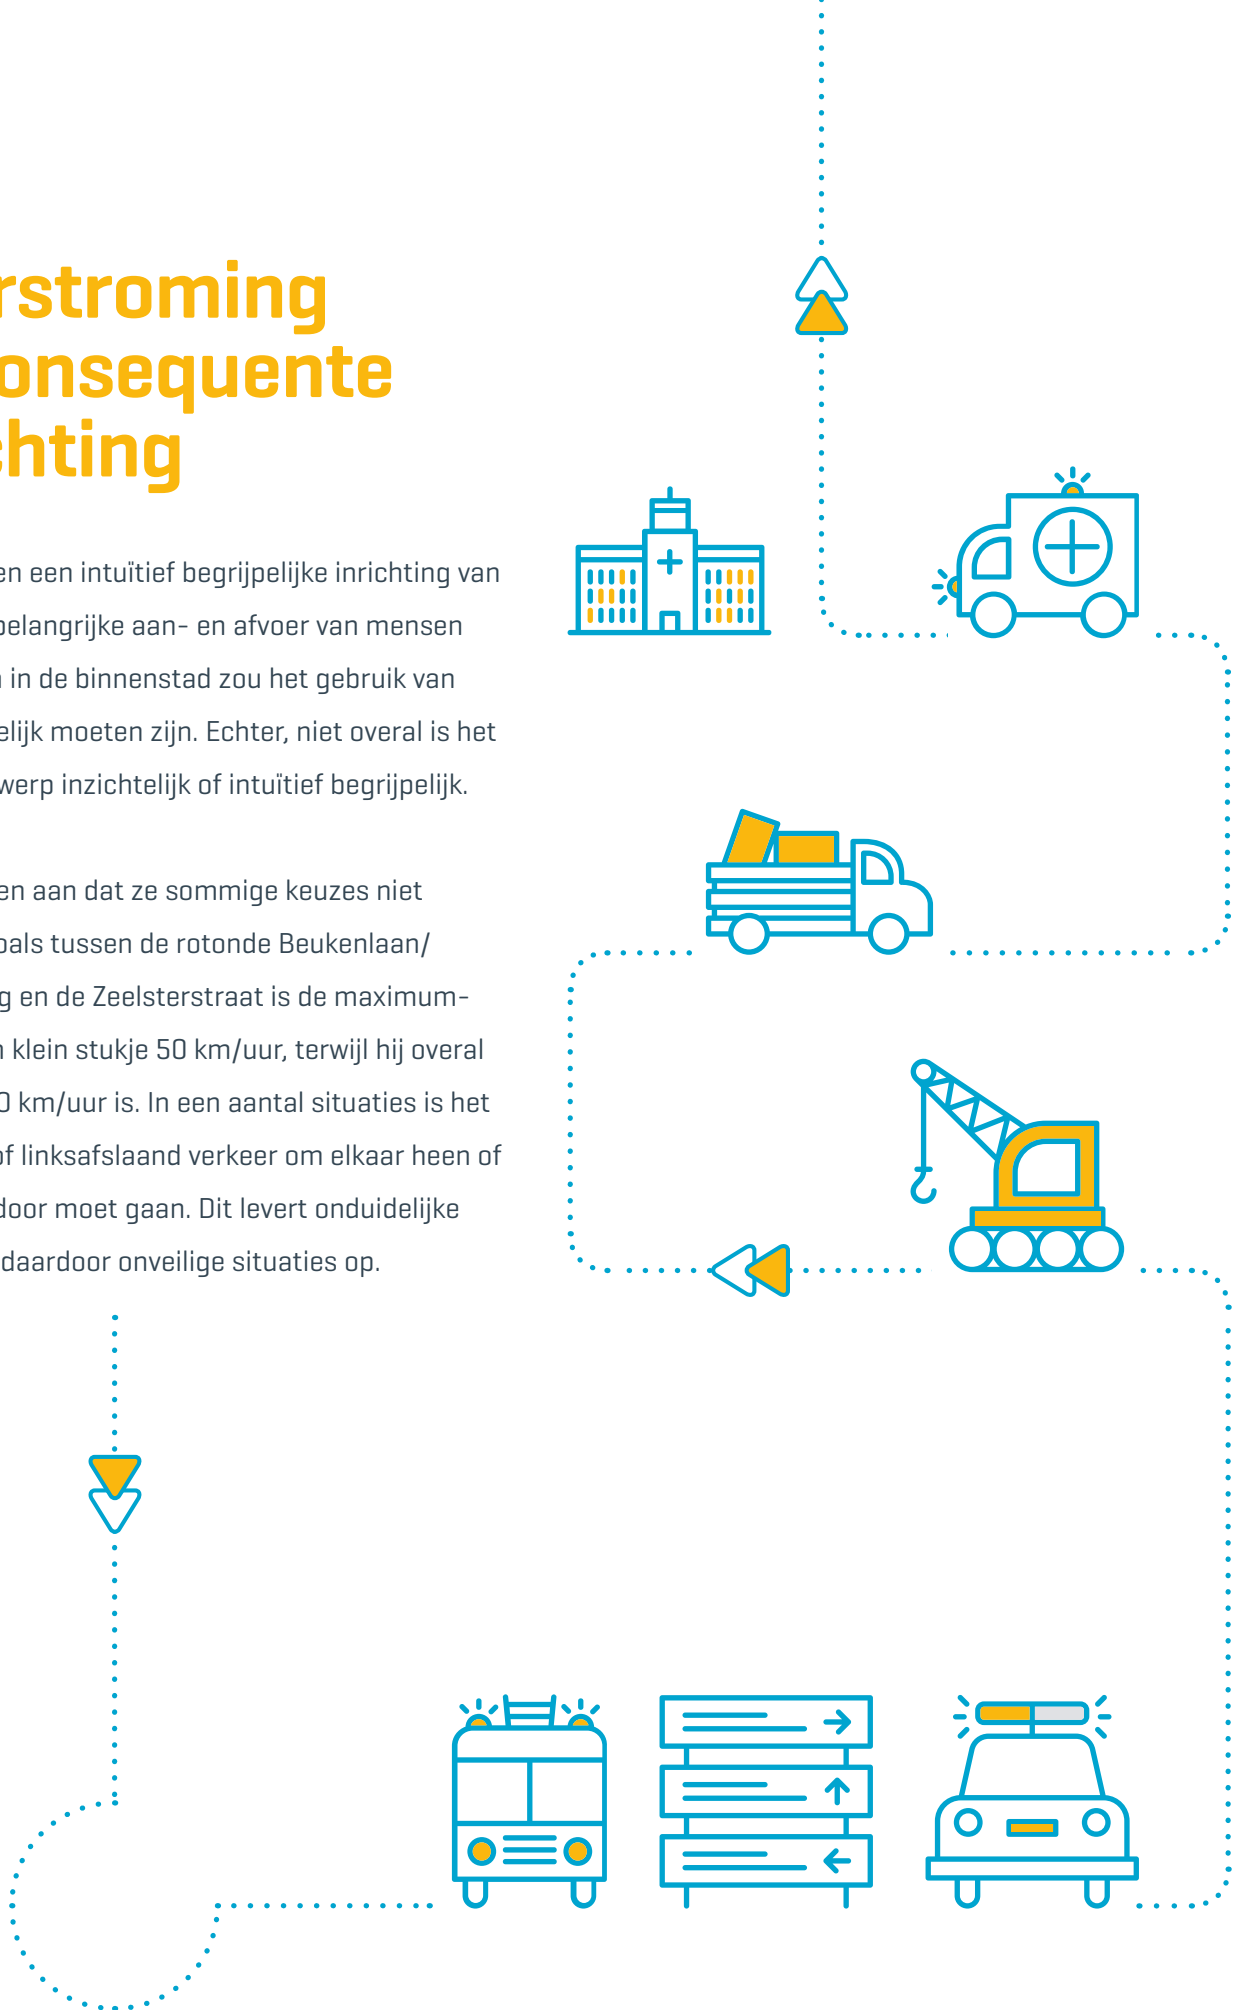 rstroming
onsequente
hting
en een intuïtief begrijpelijke inrichting van
belangrijke aan- en afvoer van mensen
in de binnenstad zou het gebruik van
elijk moeten zijn. Echter, niet overal is het
werp inzichtelijk of intuïtief begrijpelijk.
en aan dat ze sommige keuzes niet
oals tussen de rotonde Beukenlaan/
g en de Zeelsterstraat is de maximum-
n klein stukje 50 km/uur, terwijl hij overal
0 km/uur is. In een aantal situaties is het
of linksafslaand verkeer om elkaar heen of
door moet gaan. Dit levert onduidelijke
daardoor onveilige situaties op.